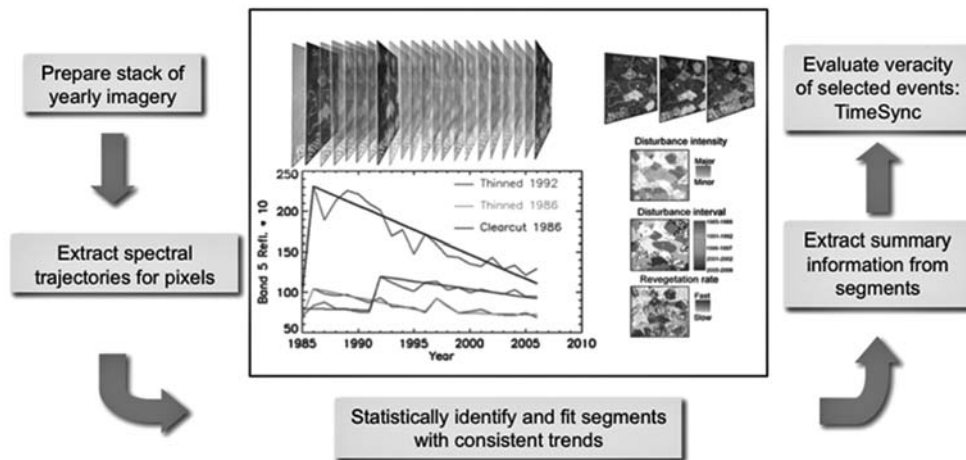 Prepare stack of
yearly imagery
Extract spectral
trajectories for pixels
Statistically identify and fit segments
with consistent trends
Extract summary
information from
segments
Evaluate veracity
of selected events:
TimeSync
250
200
150
100
50
Band 5 Refl. * 10
Thinned 1992
Thinned 1986
Clearcut 1986
1985 1990 1995 2000 2005 2010
Year
Disturbance intensity
Major
Minor
Disturbance interval
Revegetation rate
Fast
Slow